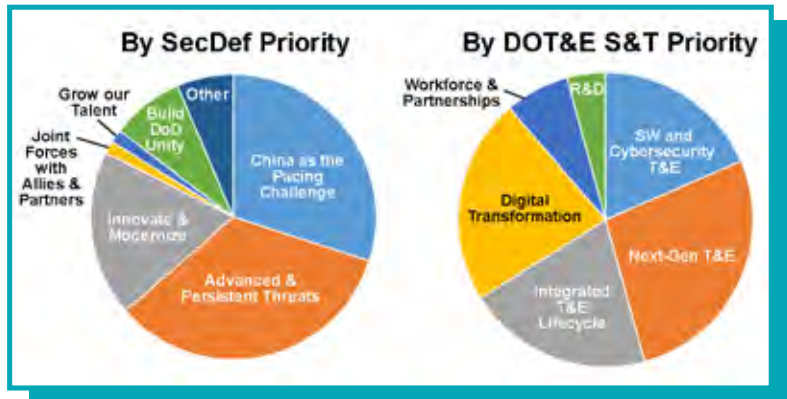 By SecDef Priority
Grow our
Talent
Joint
Forces
with
Allies &
Partners
Build
DoD
Unity
Other
China as the
Pacing
Challenge
Innovate &
Modernize
Advanced &
Persistent Threats
By DOT&E S&T Priority
Workforce &
Partnerships
R&D
SW and
Cybersecurity
T&E
Digital
Transformation
Next-Gen T&E
Integrated
T&E
Lifecycle